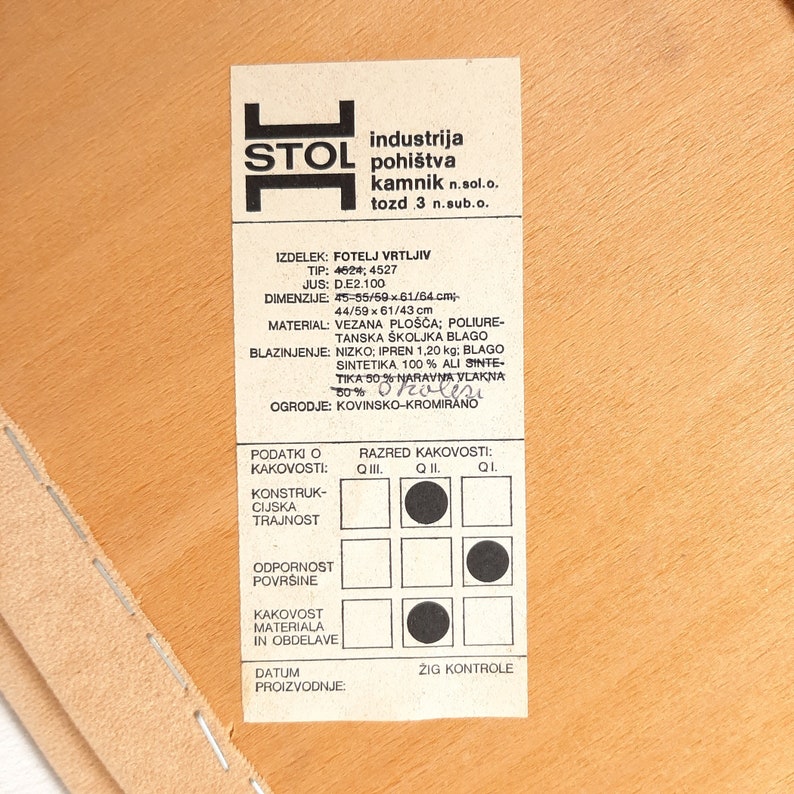 STOL
industrija
pohištva
kamnik n.sol.o.
tozd 3 n.sub.o.
IZDELEK: FOTELJ VRTLJIV
TIP: 4524; 4527
JUS: D.E2.100
DIMENZIJE: 45-55/59 x 61/64 cm;
44/59 x 61/43 cm
MATERIAL: VEZANA PLOŠČA; POLIURE-
TANSKA ŠKOLJKA BLAGO
BLAZINJENJE: NIZKO; IPREN 1,20 kg; BLAGO
SINTETIKA 100 % ALI SINTE-
TIKA 50 % NARAVNA VLAKNA
50 %
OGRODJE: KOVINSKO-KROMIRANO
PODATKI O KAKOVOSTI:
RAZRED KAKOVOSTI:
Q III. Q II. Q I.
KONSTRUK-
CIJSKA
TRAJNOST
ODPORNOST
POVRŠINE
KAKOVOST
MATERIALA
IN OBDELAVE
DATUM
PROIZVODNJE:
ŽIG KONTROLE